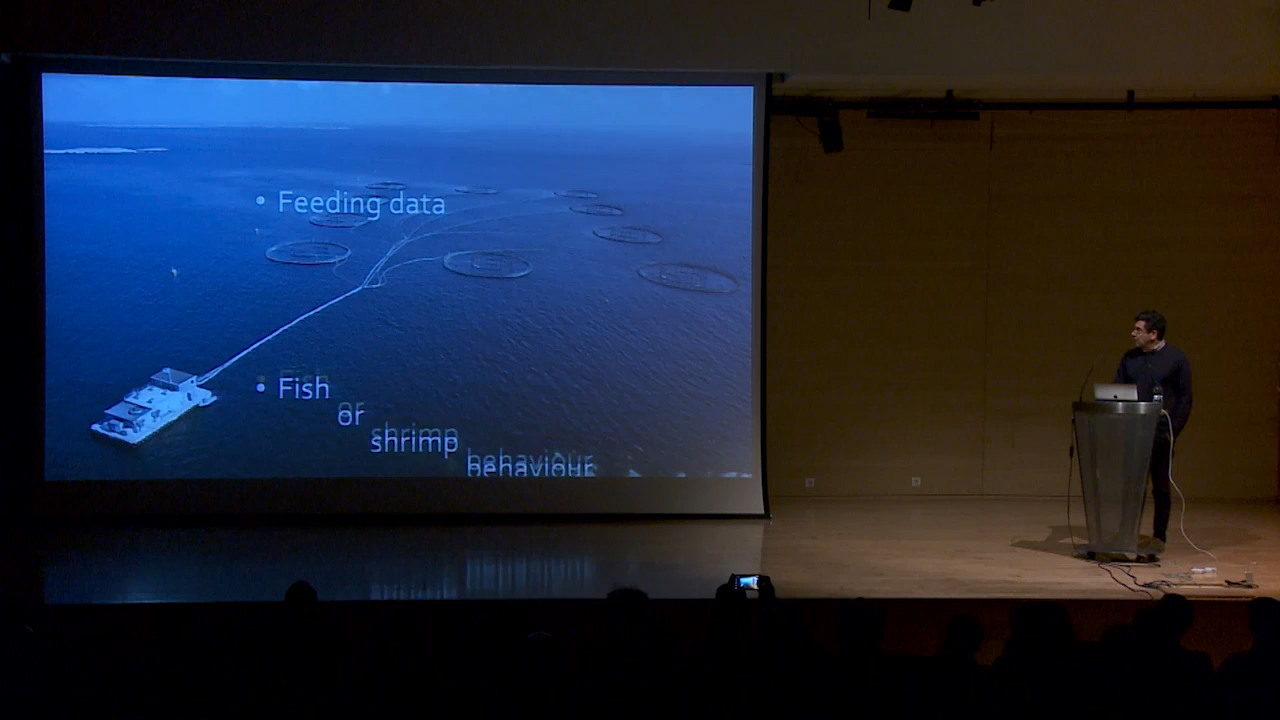 • Feeding data
• Fish
or
shrimp
behaviour